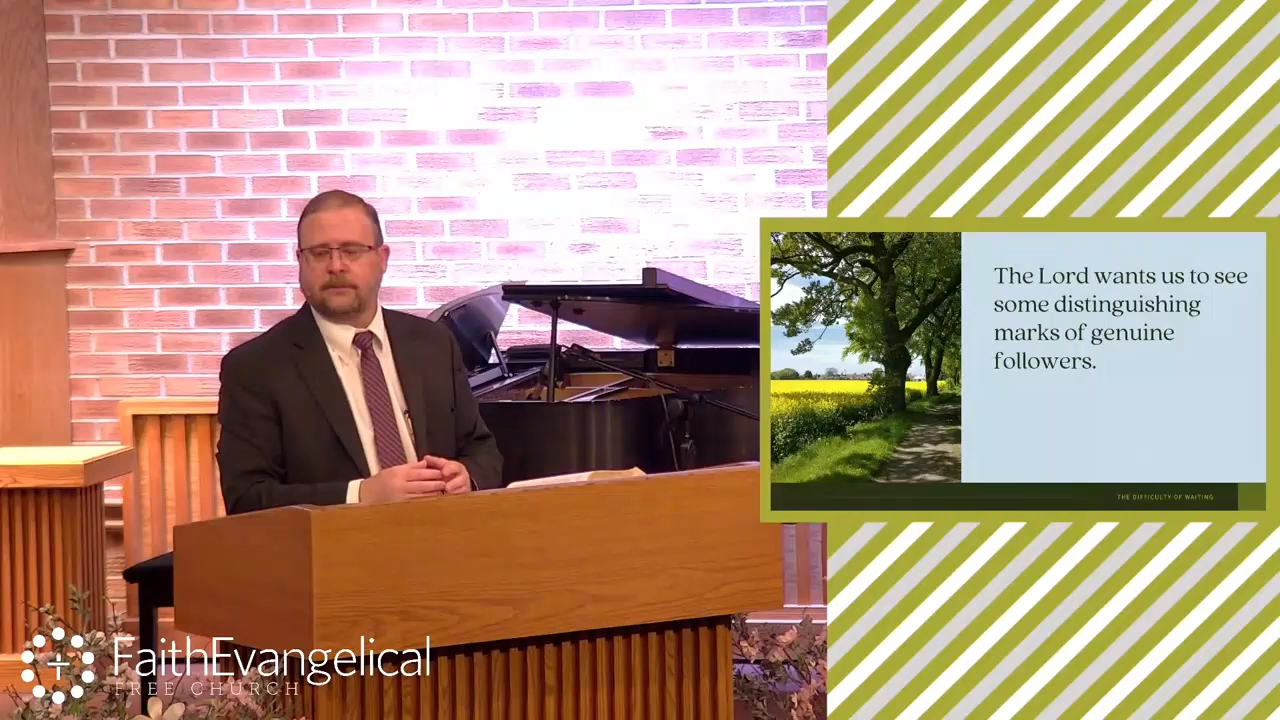 The Lord wants us to see
some distinguishing
marks of genuine
followers.
THE DIFFICULTY OF WAITING
FaithEvangelical
FREE CHURCH